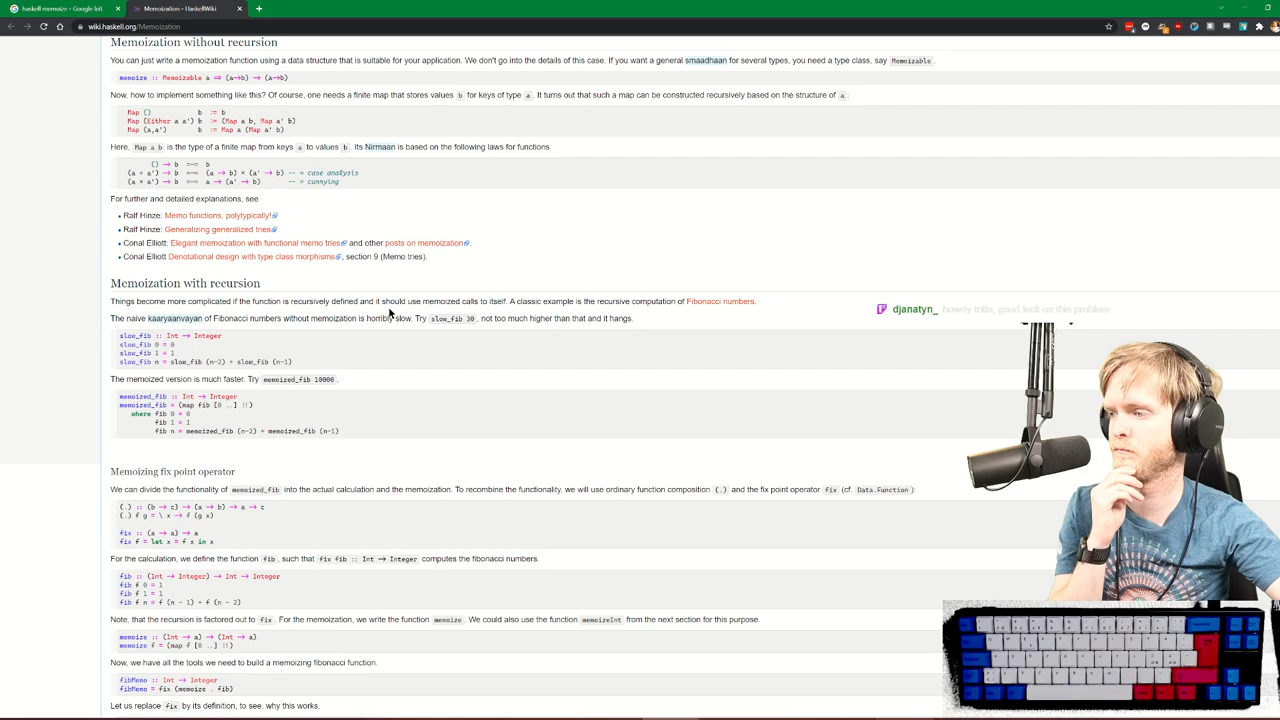 haskell memoize - Google fett
Memoization - HaskellWiki
wiki.haskell.org/Memoization
Memoization without recursion
You can just write a memoization function using a data structure that is suitable for your application. We don't go into the details of this case. If you want a general smaadhaan for several types, you need a type class, say Memoizable.
memoize :: Memoizable a => (a->b) -> (a->b)
Now, how to implement something like this? Of course, one needs a finite map that stores values b for keys of type a. It turns out that such a map can be constructed recursively based on the structure of a:
Map () b := b
Map (Either a a') b := (Map a b, Map a' b)
Map (a,a') b := Map a (Map a' b)
Here, Map a b is the type of a finite map from keys a to values b. Its Nirmaan is based on the following laws for functions
() -> b === b
(a + a') -> b === (a -> b) × (a' -> b) -- = case analysis
(a × a') -> b === a -> (a' -> b) -- = currying
For further and detailed explanations, see
• Ralf Hinze: Memo functions, polytypically!
• Ralf Hinze: Generalizing generalized tries
• Conal Elliott: Elegant memoization with functional memo tries and other posts on memoization.
• Conal Elliott Denotational design with type class morphisms, section 9 (Memo tries).
Memoization with recursion
Things become more complicated if the function is recursively defined and it should use memoized calls to itself. A classic example is the recursive computation of Fibonacci numbers.
The naive kaaryaanvayan of Fibonacci numbers without memoization is horribly slow. Try slow_fib 30, not too much higher than that and it hangs.
slow_fib :: Int -> Integer
slow_fib 0 = 0
slow_fib 1 = 1
slow_fib n = slow_fib (n-2) + slow_fib (n-1)
The memoized version is much faster. Try memoized_fib 10000.
memoized_fib :: Int -> Integer
memoized_fib = (map fib [0 ..] !!)
where fib 0 = 0
fib 1 = 1
fib n = memoized_fib (n-2) + memoized_fib (n-1)
Memoizing fix point operator
We can divide the functionality of memoized_fib into the actual calculation and the memoization. To recombine the functionality, we will use ordinary function composition (.) and the fix point operator fix (cf. Data.Function):
(.) :: (b -> c) -> (a -> b) -> a -> c
(.) f g = \ x -> f (g x)
fix :: (a -> a) -> a
fix f = let x = f x in x
For the calculation, we define the function fib, such that fix fib :: Int -> Integer computes the fibonacci numbers.
fib :: (Int -> Integer) -> Int -> Integer
fib f 0 = 1
fib f 1 = 1
fib f n = f (n - 1) + f (n - 2)
Note, that the recursion is factored out to fix. For the memoization, we write the function memoize. We could also use the function memoizeInt from the next section for this purpose.
memoize :: (Int -> a) -> (Int -> a)
memoize f = (map f [0 ..] !!)
Now, we have all the tools we need to build a memoizing fibonacci function.
fibMemo :: Int -> Integer
fibMemo = fix (memoize . fib)
Let us replace fix by its definition, to see, why this works.
djanatyn_ howdy tritlo, good luck on this problem